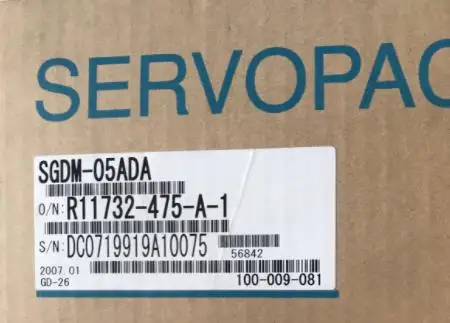 SERVOPAC
SGDM-05ADA
O/N: R11732-475-A-1
S/N: DC0719919A10075
56842
2007.01
GD-26
100-009-081